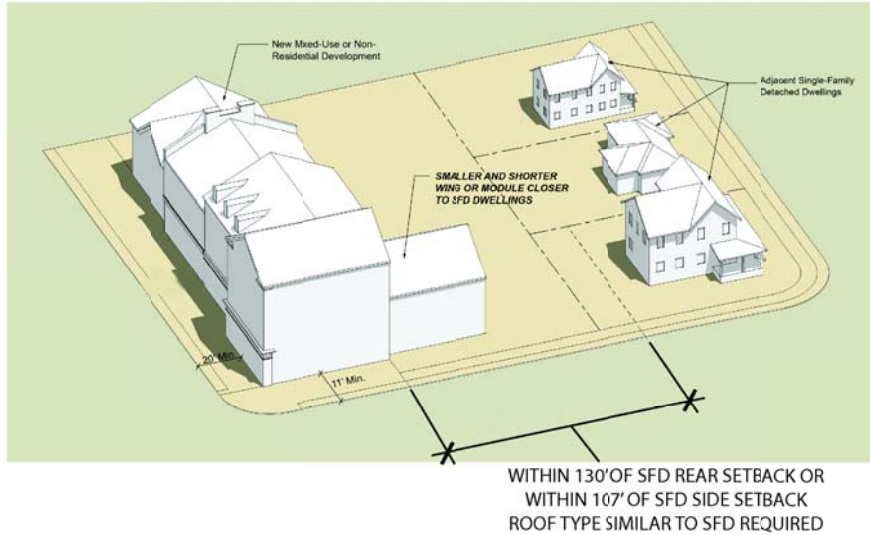 New Mxed-Use or Non-
Residential Development
Adjacent Single-Family
Detached Dwellings
SMALLER AND SHORTER
WING OR MODULE CLOSER
TO SFD DWELLINGS
20' Min.
11' Min.
WITHIN 130' OF SFD REAR SETBACK OR
WITHIN 107' OF SFD SIDE SETBACK
ROOF TYPE SIMILAR TO SFD REQUIRED